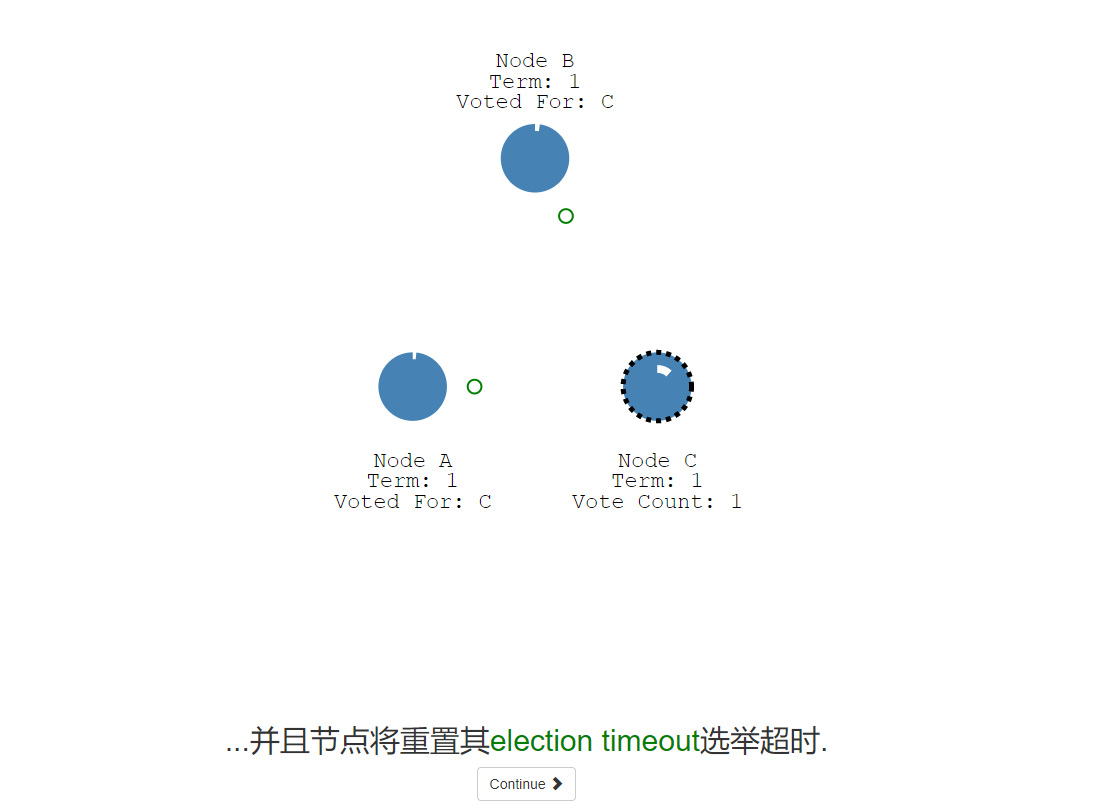 Node B
Term: 1
Voted For: C
Node A
Term: 1
Voted For: C
Node C
Term: 1
Vote Count: 1
...并且节点将重置其election timeout选举超时.
Continue